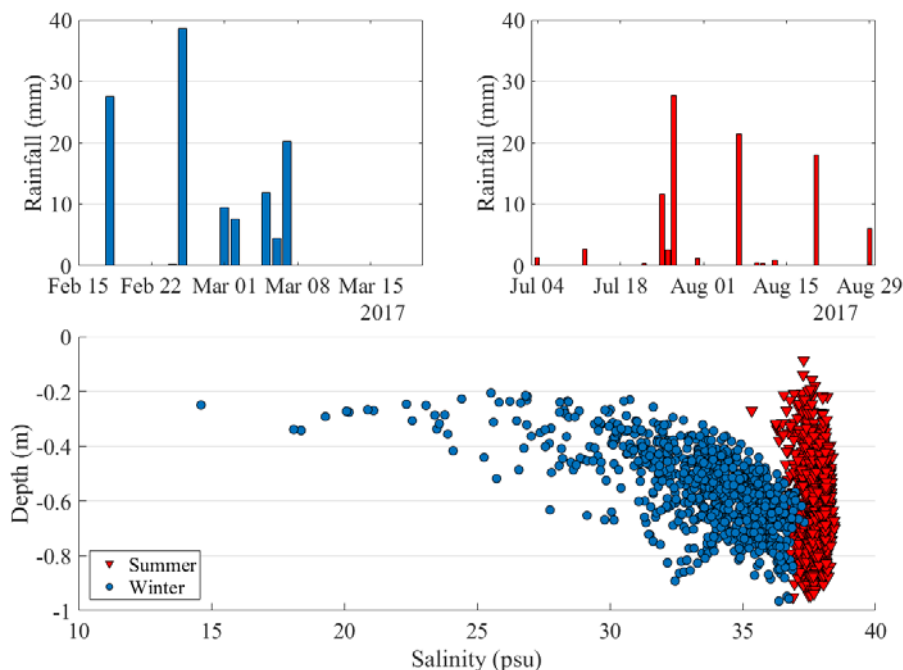 40
30
20
10
0
Rainfall (mm)
Feb 15 Feb 22 Mar 01 Mar 08 Mar 15
2017
40
30
20
10
0
Rainfall (mm)
Jul 04 Jul 18 Aug 01 Aug 15 Aug 29
2017
0
-0.2
-0.4
-0.6
-0.8
-1
Depth (m)
Summer
Winter
10 15 20 25 30 35 40
Salinity (psu)